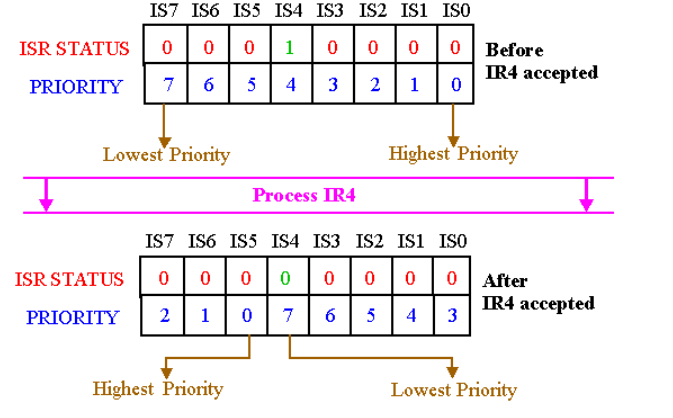 IS7 IS6 IS5 IS4 IS3 IS2 IS1 IS0
ISR STATUS 0 0 0 1 0 0 0 0 Before
PRIORITY 7 6 5 4 3 2 1 0 IR4 accepted
Lowest Priority Highest Priority
Process IR4
IS7 IS6 IS5 IS4 IS3 IS2 IS1 IS0
ISR STATUS 0 0 0 0 0 0 0 0 After
PRIORITY 2 1 0 7 6 5 4 3 IR4 accepted
Highest Priority Lowest Priority